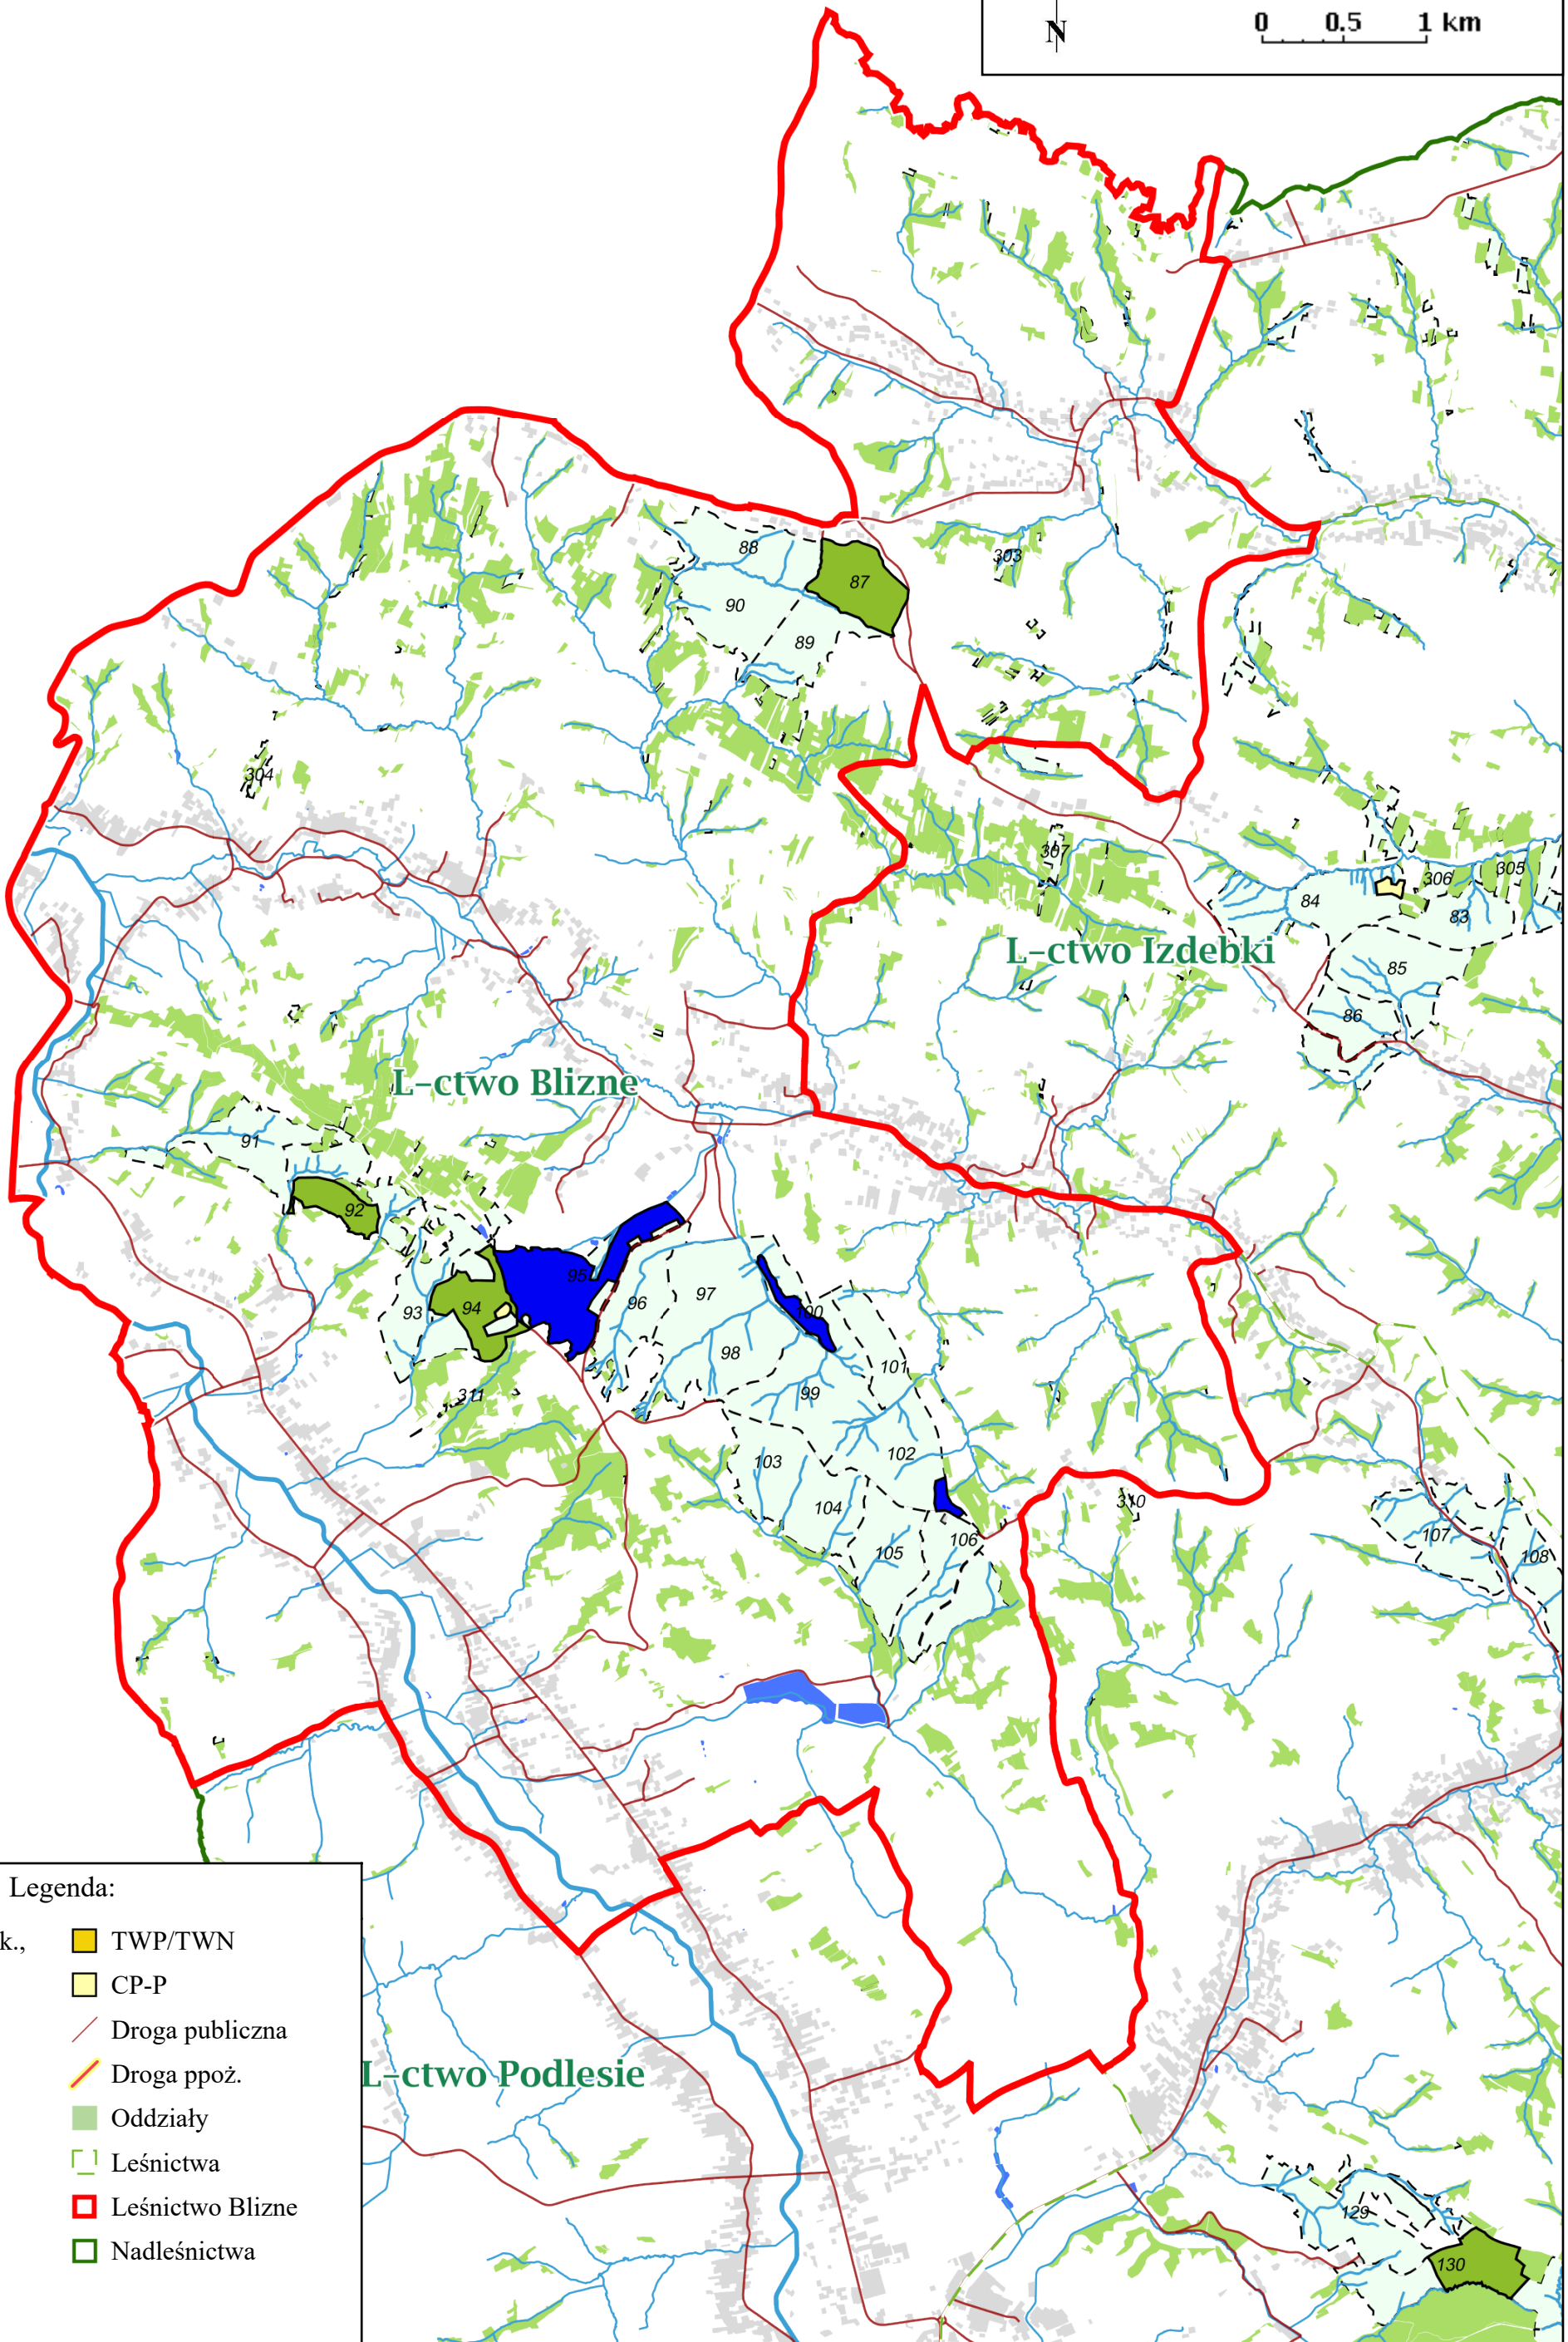 N
0 0.5 1 km
88
87
303
90
89
304
307
306
305
84
83
L-ctwo Izdebki
85
86
L-ctwo Blizne
91
92
95
96
97
93
94
100
98
101
99
311
102
103
310
104
106
107
105
108
Legenda:
k.,
TWP/TWN
CP-P
Droga publiczna
Droga ppoż.
L-ctwo Podlesie
Oddziały
Leśnictwa
Leśnictwo Blizne
129
Nadleśnictwa
130